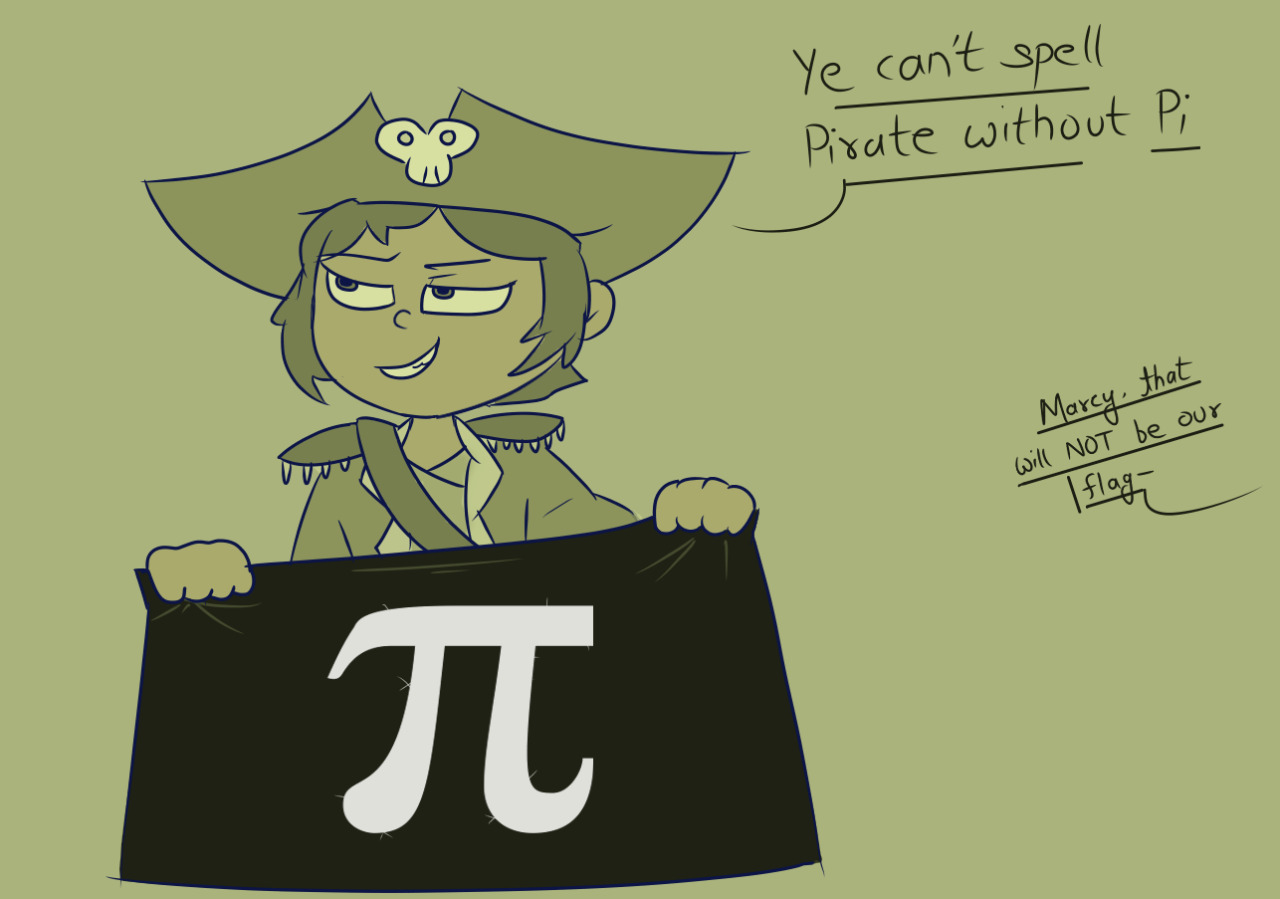 Ye can't spell
Pirate without Pi
Marcy, that
will NOT be our
flag-
π